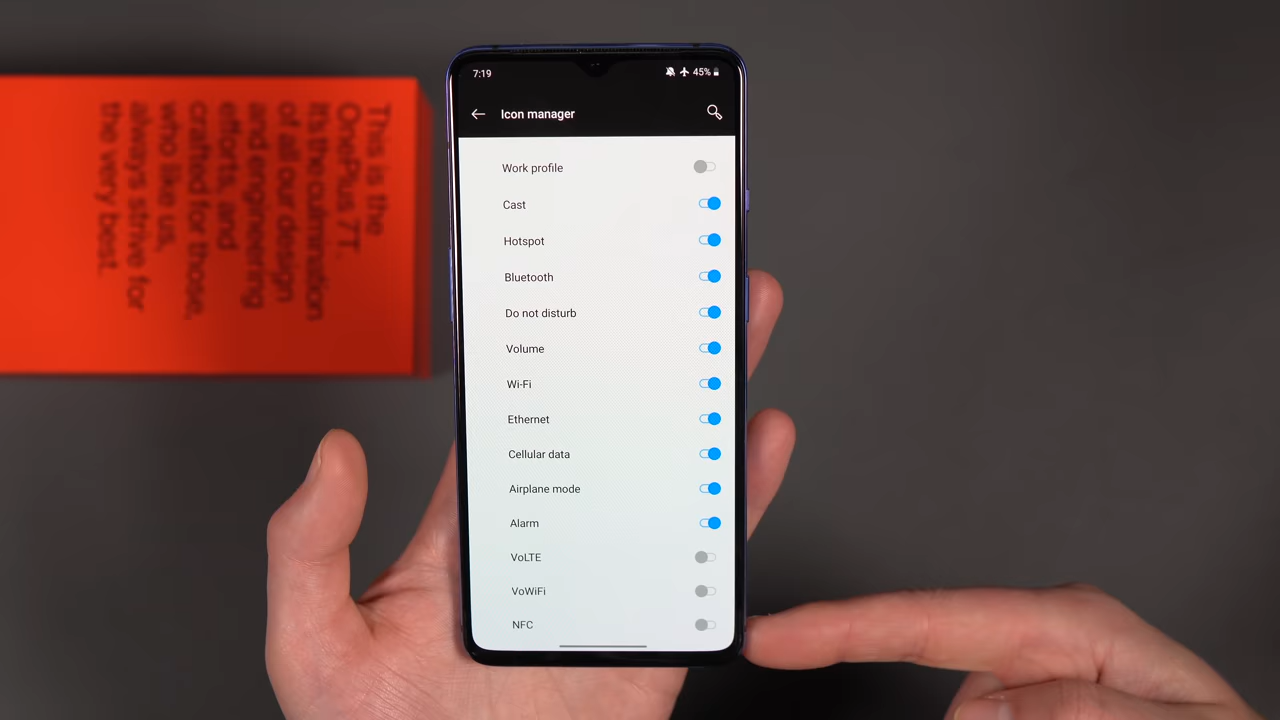 This is the
OnePlus 7T.
Its the culmination
of all our design
and engineering
efforts, and
crafted for those,
who like us,
always strive for
the very best.
7:19
45%
Icon manager
Work profile
Cast
Hotspot
Bluetooth
Do not disturb
Volume
Wi-Fi
Ethernet
Cellular data
Airplane mode
Alarm
VoLTE
VoWiFi
NFC